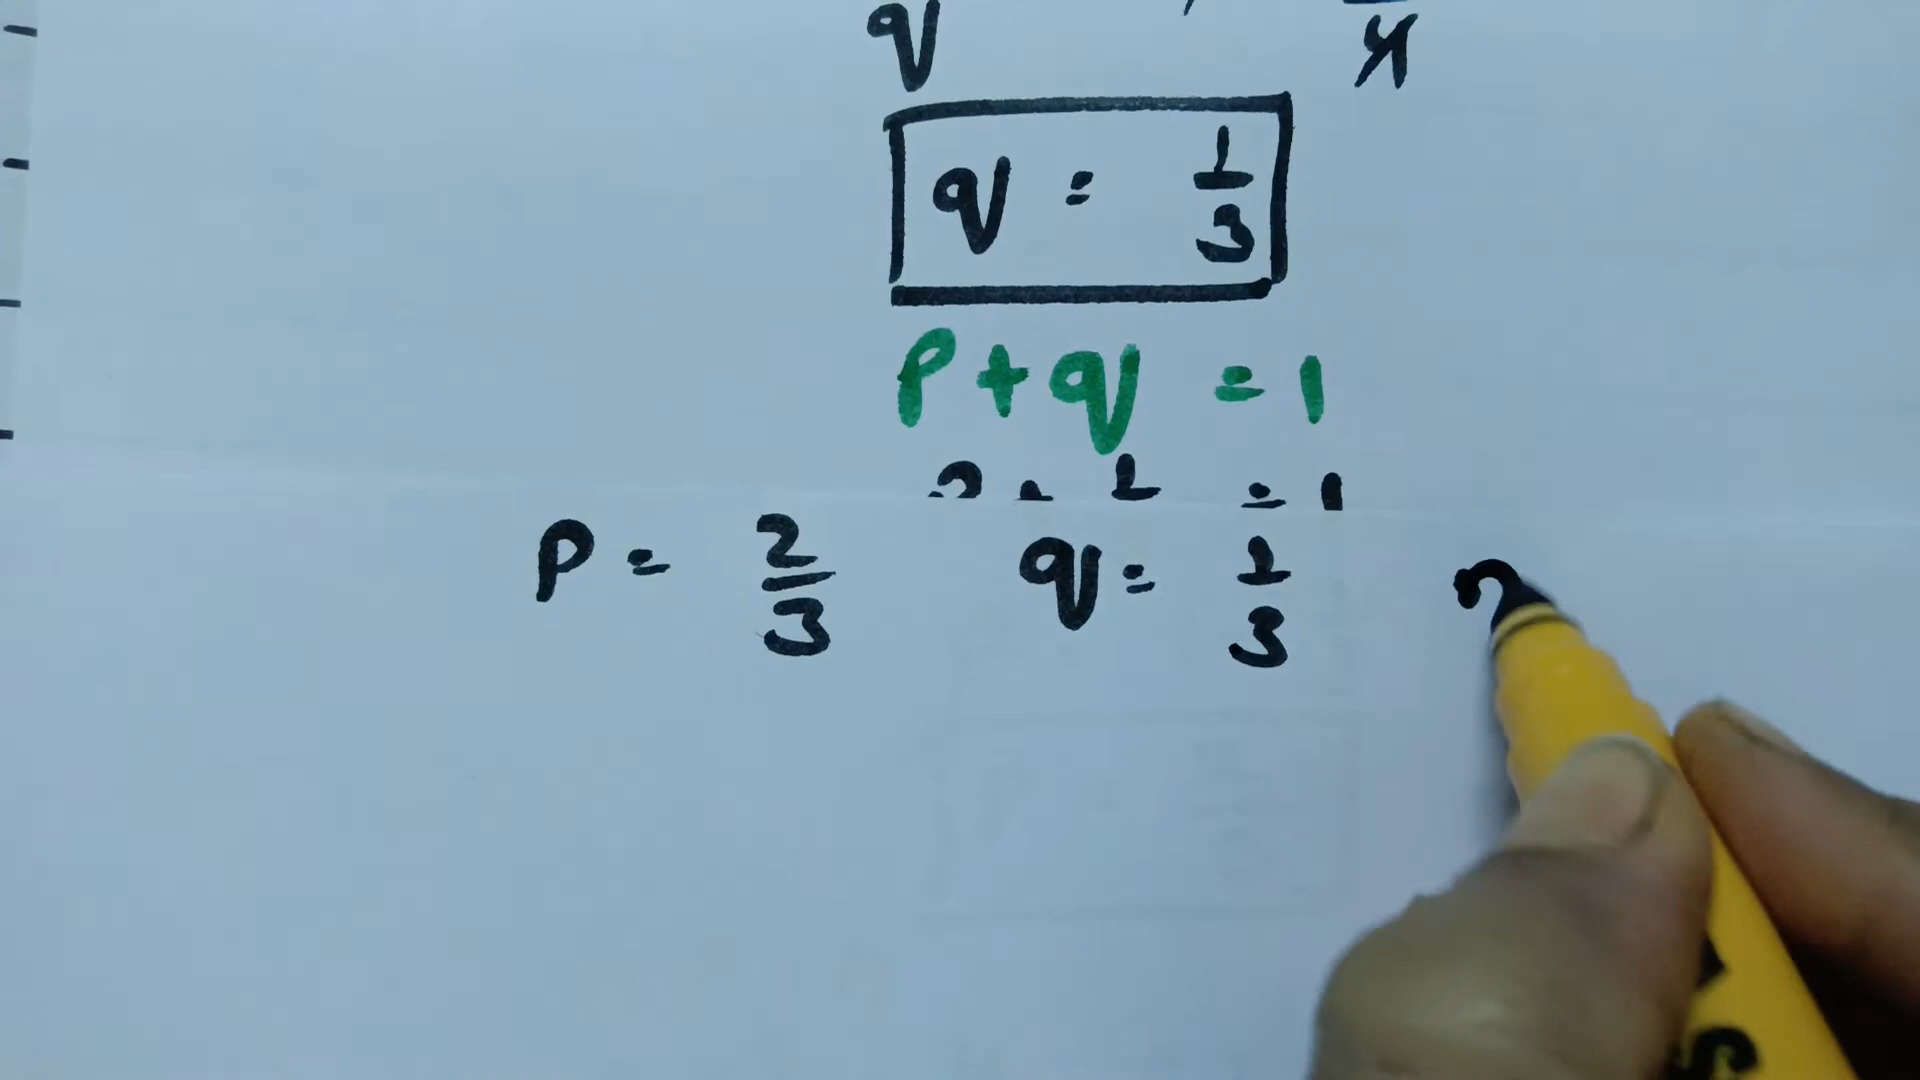 q
q = 1/3
P + q = 1
P = 2/3 q = 1/3